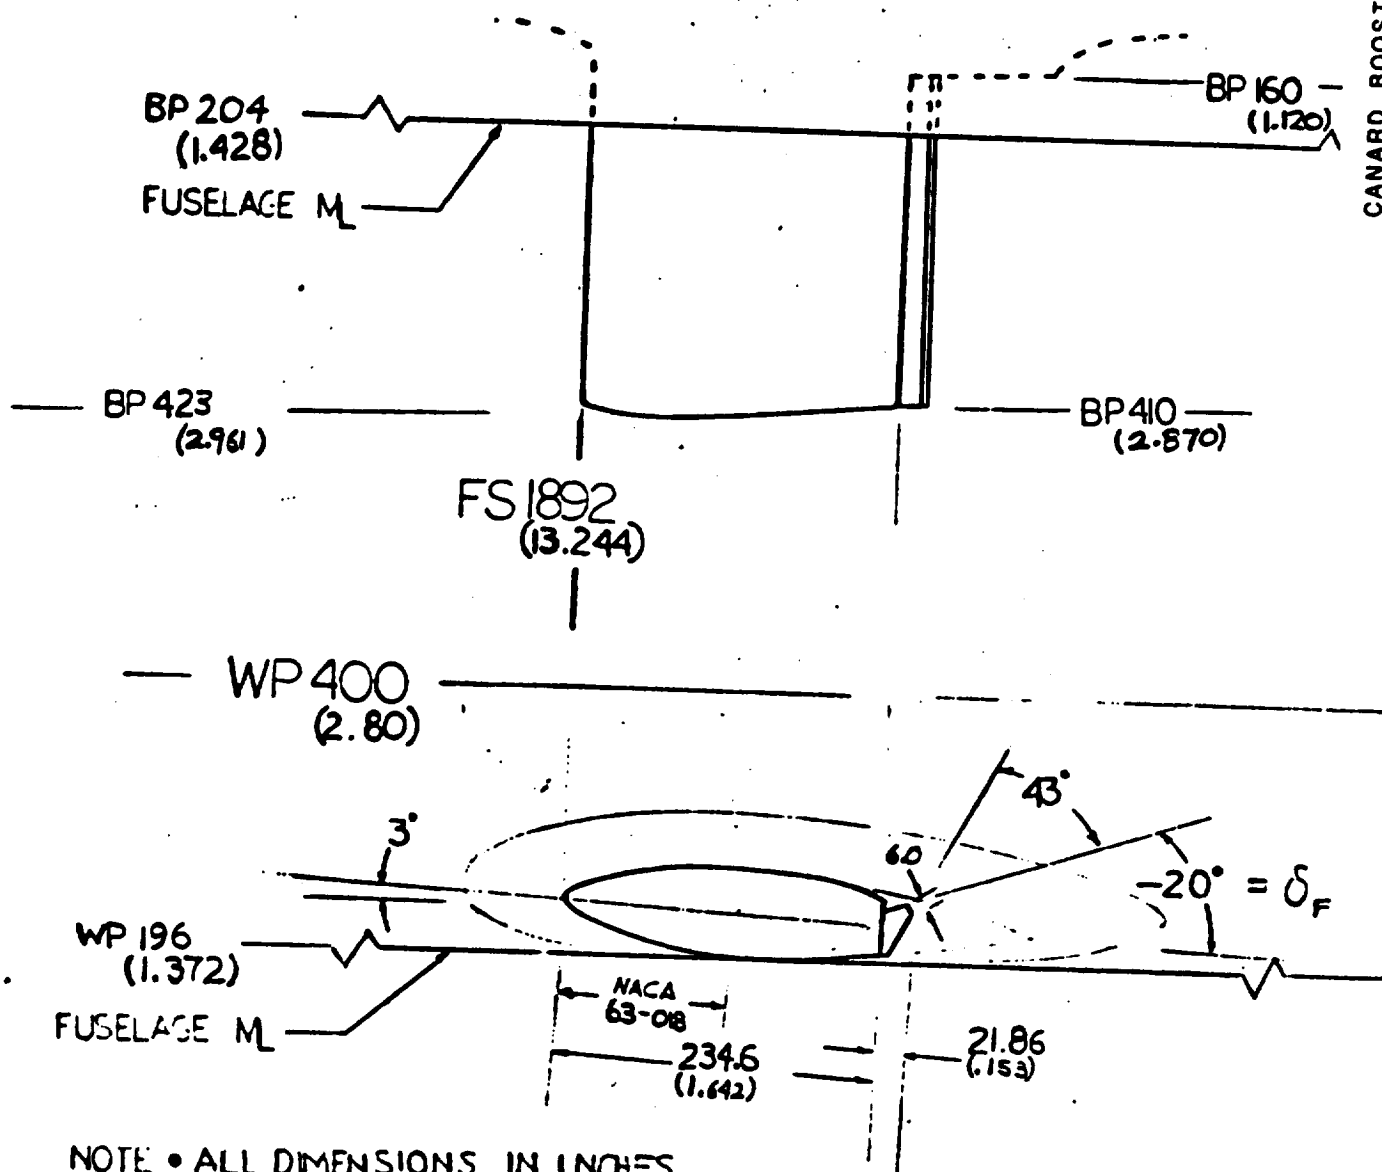 CANARD BOOST
BP 204
(1.428)
BP 160
(1.120)
FUSELAGE ML
BP 423
(2.961)
BP 410
(2.870)
FS 1892
(13.244)
WP 400
(2.80)
43°
3°
6.0
-20° = δF
WP 196
(1.372)
NACA
63-018
FUSELAGE ML
21.86
(.153)
234.6
(1.642)
NOTE • ALL DIMENSIONS IN INCHES